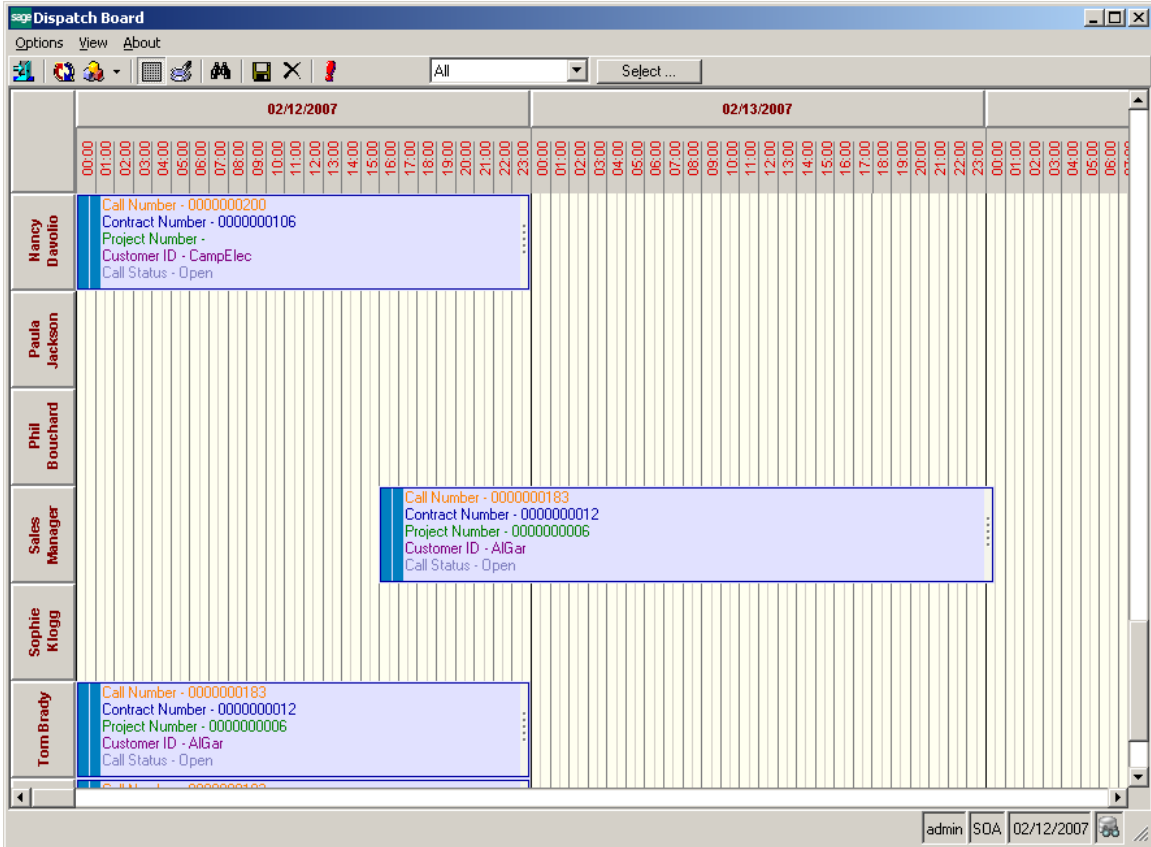 sage Dispatch Board
Options View About
All Select ...
02/12/2007 02/13/2007
00:00 01:00 02:00 03:00 04:00 05:00 06:00 07:00 08:00 09:00 10:00 11:00 12:00 13:00 14:00 15:00 16:00 17:00 18:00 19:00 20:00 21:00 22:00 23:00 00:00 01:00 02:00 03:00 04:00 05:00 06:00 07:00 08:00 09:00 10:00 11:00 12:00 13:00 14:00 15:00 16:00 17:00 18:00 19:00 20:00 21:00 22:00 23:00 00:00 01:00 02:00 03:00 04:00 05:00 06:00
Nancy
Davolio
Call Number - 0000000200
Contract Number - 0000000106
Project Number -
Customer ID - CampElec
Call Status - Open
Paula
Jackson
Phil
Bouchard
Sales
Manager
Call Number - 0000000183
Contract Number - 0000000012
Project Number - 0000000006
Customer ID - AlGar
Call Status - Open
Sophie
Klogg
Tom Brady
Call Number - 0000000183
Contract Number - 0000000012
Project Number - 0000000006
Customer ID - AlGar
Call Status - Open
admin SOA 02/12/2007